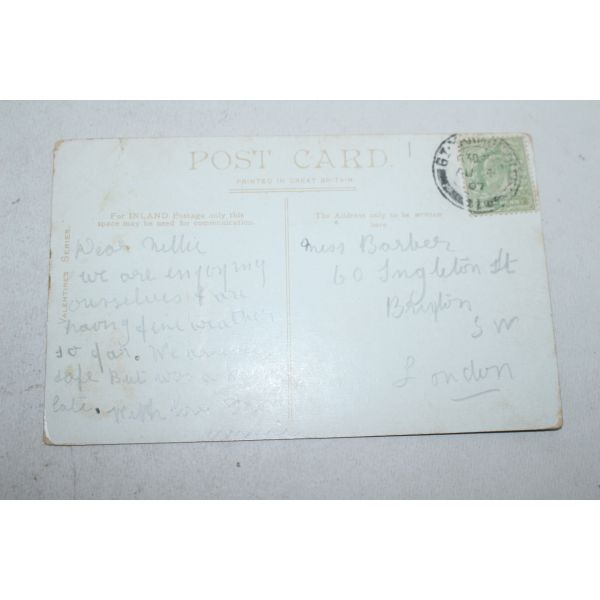 POST CARD.
PRINTED IN GREAT BRITAIN
For INLAND Postage only this
space may be used for communication.
The Address only to be written
here
VALENTINES SERIES.
Dear Nellie
we are enjoying
ourselves & are
having fine weather
so far. We
safe But was a
late. With love
Miss Barber
60 Ingleton St
Brixton
S W
London